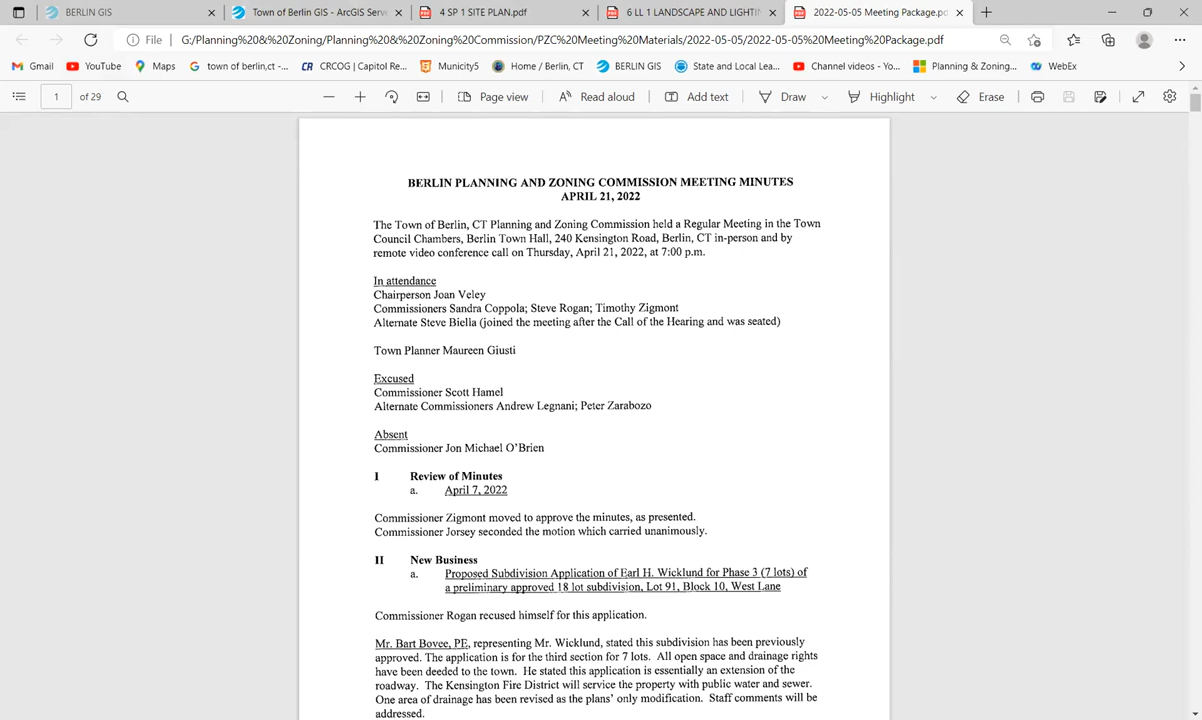 BERLIN GIS
Town of Berlin GIS - ArcGIS Serv
4 SP 1 SITE PLAN.pdf
6 LL 1 LANDSCAPE AND LIGHTIN
2022-05-05 Meeting Package.pd
File
G:/Planning%20&%20Zoning/Planning%20&%20Zoning%20Commission/PZC%20Meeting%20Materials/2022-05-05/2022-05-05%20Meeting%20Package.pdf
Gmail
YouTube
Maps
town of berlin,ct -...
CRCOG | Capitol Re...
Municity5
Home / Berlin, CT
BERLIN GIS
State and Local Lea...
Channel videos - Yo...
Planning & Zoning...
WebEx
1 of 29
Page view
Read aloud
Add text
Draw
Highlight
Erase
BERLIN PLANNING AND ZONING COMMISSION MEETING MINUTES
APRIL 21, 2022
The Town of Berlin, CT Planning and Zoning Commission held a Regular Meeting in the Town
Council Chambers, Berlin Town Hall, 240 Kensington Road, Berlin, CT in-person and by
remote video conference call on Thursday, April 21, 2022, at 7:00 p.m.
In attendance
Chairperson Joan Veley
Commissioners Sandra Coppola; Steve Rogan; Timothy Zigmont
Alternate Steve Biella (joined the meeting after the Call of the Hearing and was seated)
Town Planner Maureen Giusti
Excused
Commissioner Scott Hamel
Alternate Commissioners Andrew Legnani; Peter Zarabozo
Absent
Commissioner Jon Michael O'Brien
I Review of Minutes
a. April 7, 2022
Commissioner Zigmont moved to approve the minutes, as presented.
Commissioner Jorsey seconded the motion which carried unanimously.
II New Business
a. Proposed Subdivision Application of Earl H. Wicklund for Phase 3 (7 lots) of
a preliminary approved 18 lot subdivision, Lot 91, Block 10, West Lane
Commissioner Rogan recused himself for this application.
Mr. Bart Bovee, PE, representing Mr. Wicklund, stated this subdivision has been previously
approved. The application is for the third section for 7 lots. All open space and drainage rights
have been deeded to the town. He stated this application is essentially an extension of the
roadway. The Kensington Fire District will service the property with public water and sewer.
One area of drainage has been revised as the plans' only modification. Staff comments will be
addressed.